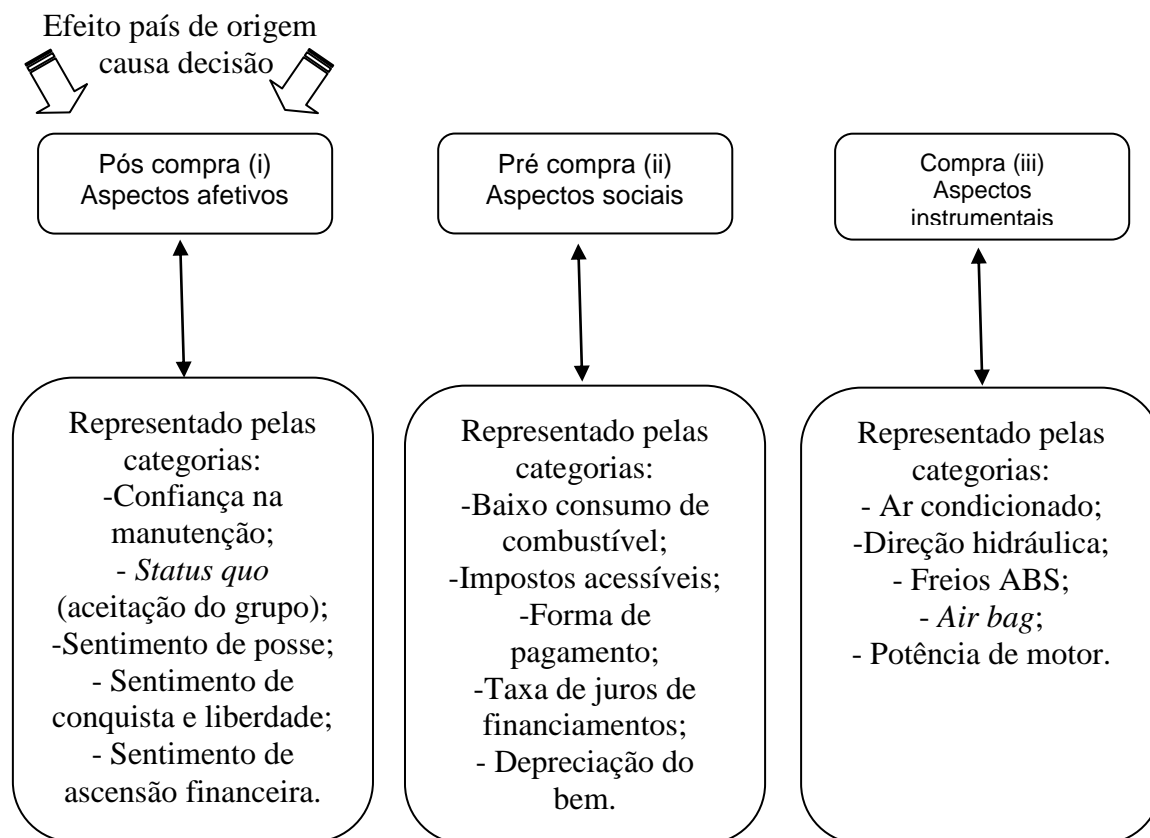 Efeito país de origem
causa decisão
Pós compra (i)
Aspectos afetivos
Pré compra (ii)
Aspectos sociais
Compra (iii)
Aspectos
instrumentais
Representado pelas
categorias:
-Confiança na
manutenção;
- Status quo
(aceitação do grupo);
-Sentimento de posse;
- Sentimento de
conquista e liberdade;
- Sentimento de
ascensão financeira.
Representado pelas
categorias:
-Baixo consumo de
combustível;
-Impostos acessíveis;
-Forma de
pagamento;
-Taxa de juros de
financiamentos;
- Depreciação do
bem.
Representado pelas
categorias:
- Ar condicionado;
-Direção hidráulica;
- Freios ABS;
- Air bag;
- Potência de motor.